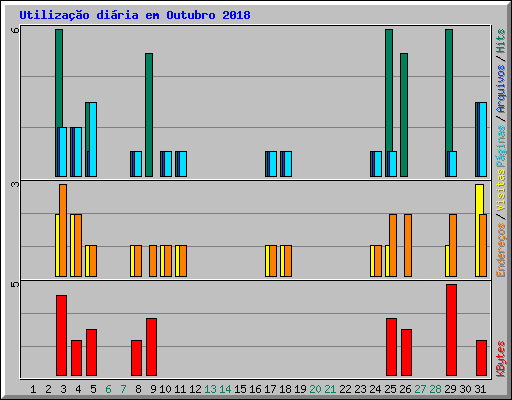 Utilização diária em Outubro 2018
6
3
5
Hits / Arquivos / Páginas
Visitas / Endereços
KBytes
1 2 3 4 5 6 7 8 9 10 11 12 13 14 15 16 17 18 19 20 21 22 23 24 25 26 27 28 29 30 31